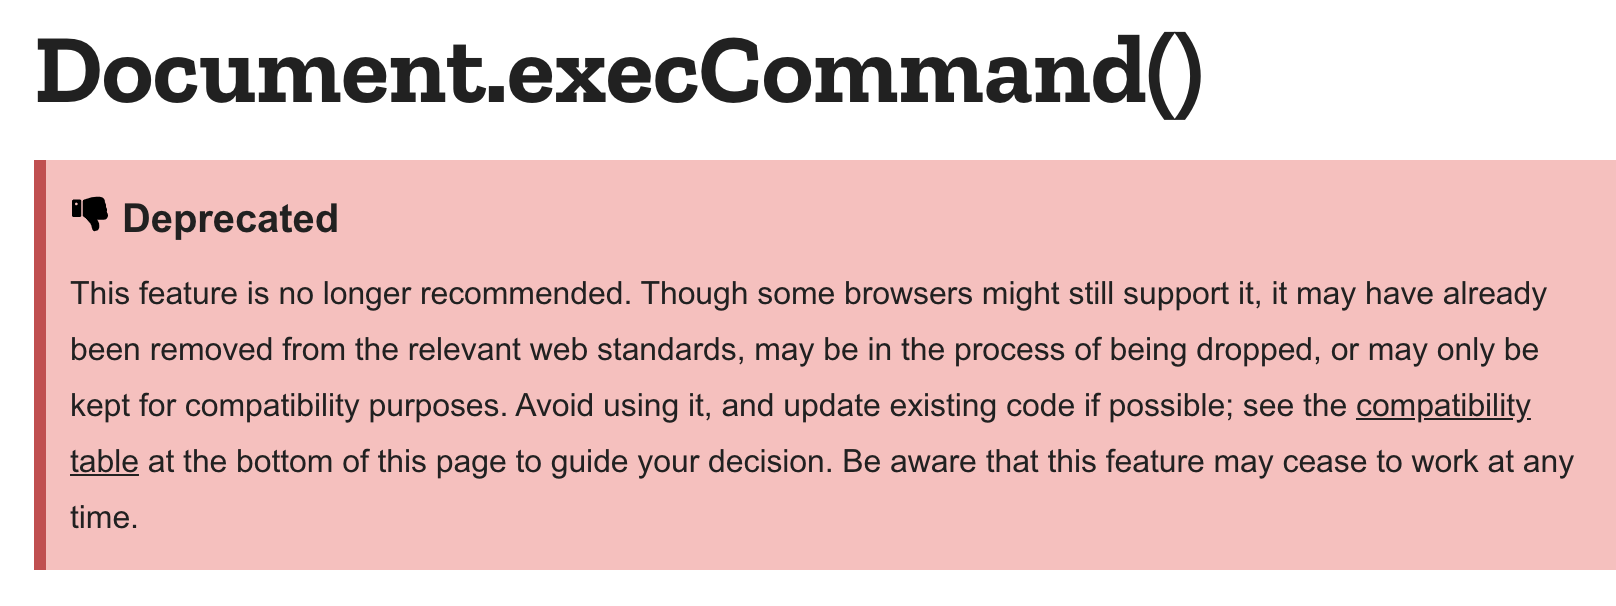 Document.execCommand()
Deprecated
This feature is no longer recommended. Though some browsers might still support it, it may have already
been removed from the relevant web standards, may be in the process of being dropped, or may only be
kept for compatibility purposes. Avoid using it, and update existing code if possible; see the compatibility
table at the bottom of this page to guide your decision. Be aware that this feature may cease to work at any
time.